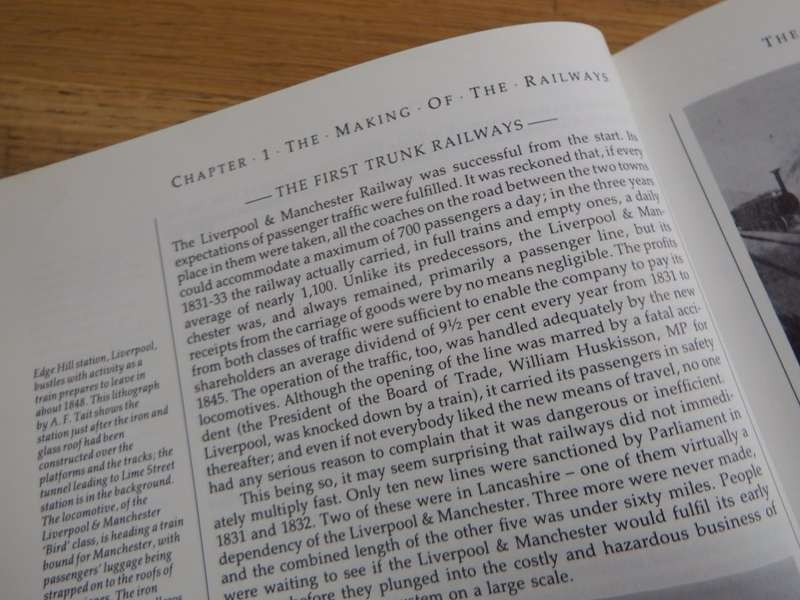 CHAPTER · 1 · THE · MAKING · OF · THE · RAILWAYS
— THE FIRST TRUNK RAILWAYS —
The Liverpool & Manchester Railway was successful from the start. Its
expectations of passenger traffic were fulfilled. It was reckoned that, if every
place in them were taken, all the coaches on the road between the two towns
could accommodate a maximum of 700 passengers a day; in the three years
1831-33 the railway actually carried, in full trains and empty ones, a daily
average of nearly 1,100. Unlike its predecessors, the Liverpool & Man-
chester was, and always remained, primarily a passenger line, but its
receipts from the carriage of goods were by no means negligible. The profits
from both classes of traffic were sufficient to enable the company to pay its
shareholders an average dividend of 9½ per cent every year from 1831 to
1845. The operation of the traffic, too, was handled adequately by the new
locomotives. Although the opening of the line was marred by a fatal acci-
dent (the President of the Board of Trade, William Huskisson, MP for
Liverpool, was knocked down by a train), it carried its passengers in safety
thereafter; and even if not everybody liked the new means of travel, no one
had any serious reason to complain that it was dangerous or inefficient.
This being so, it may seem surprising that railways did not immedi-
ately multiply fast. Only ten new lines were sanctioned by Parliament in
1831 and 1832. Two of these were in Lancashire – one of them virtually a
dependency of the Liverpool & Manchester. Three more were never made,
and the combined length of the other five was under sixty miles. People
were waiting to see if the Liverpool & Manchester would fulfil its early
before they plunged into the costly and hazardous business of
on a large scale.
Edge Hill station, Liverpool,
bustles with activity as a
train prepares to leave in
about 1848. This lithograph
by A. F. Tait shows the
station just after the iron and
glass roof had been
constructed over the
platforms and the tracks; the
tunnel leading to Lime Street
station is in the background.
The locomotive, of the
Liverpool & Manchester
'Bird' class, is heading a train
bound for Manchester, with
passengers' luggage being
strapped on to the roofs of
The iron
THE